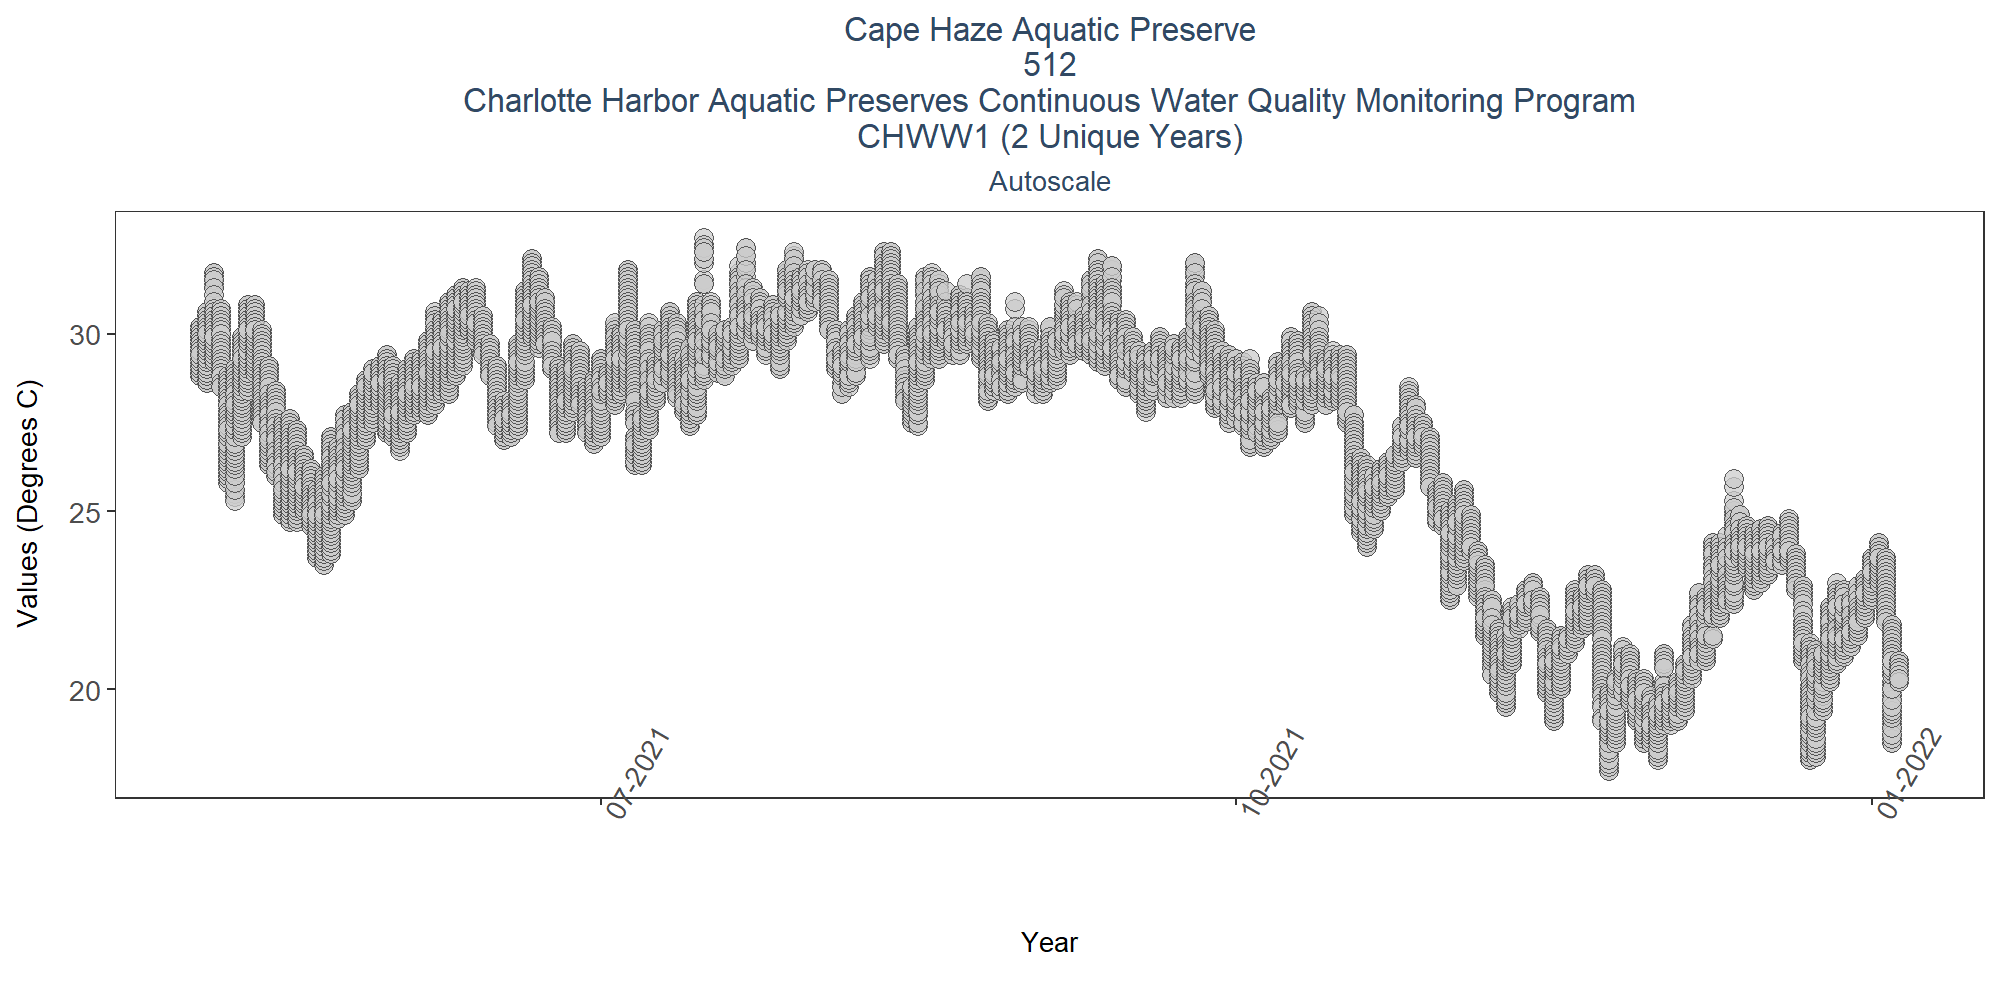 Cape Haze Aquatic Preserve
512
Charlotte Harbor Aquatic Preserves Continuous Water Quality Monitoring Program
CHWW1 (2 Unique Years)
Autoscale
Values (Degrees C)
30
25
20
07-2021
10-2021
01-2022
Year